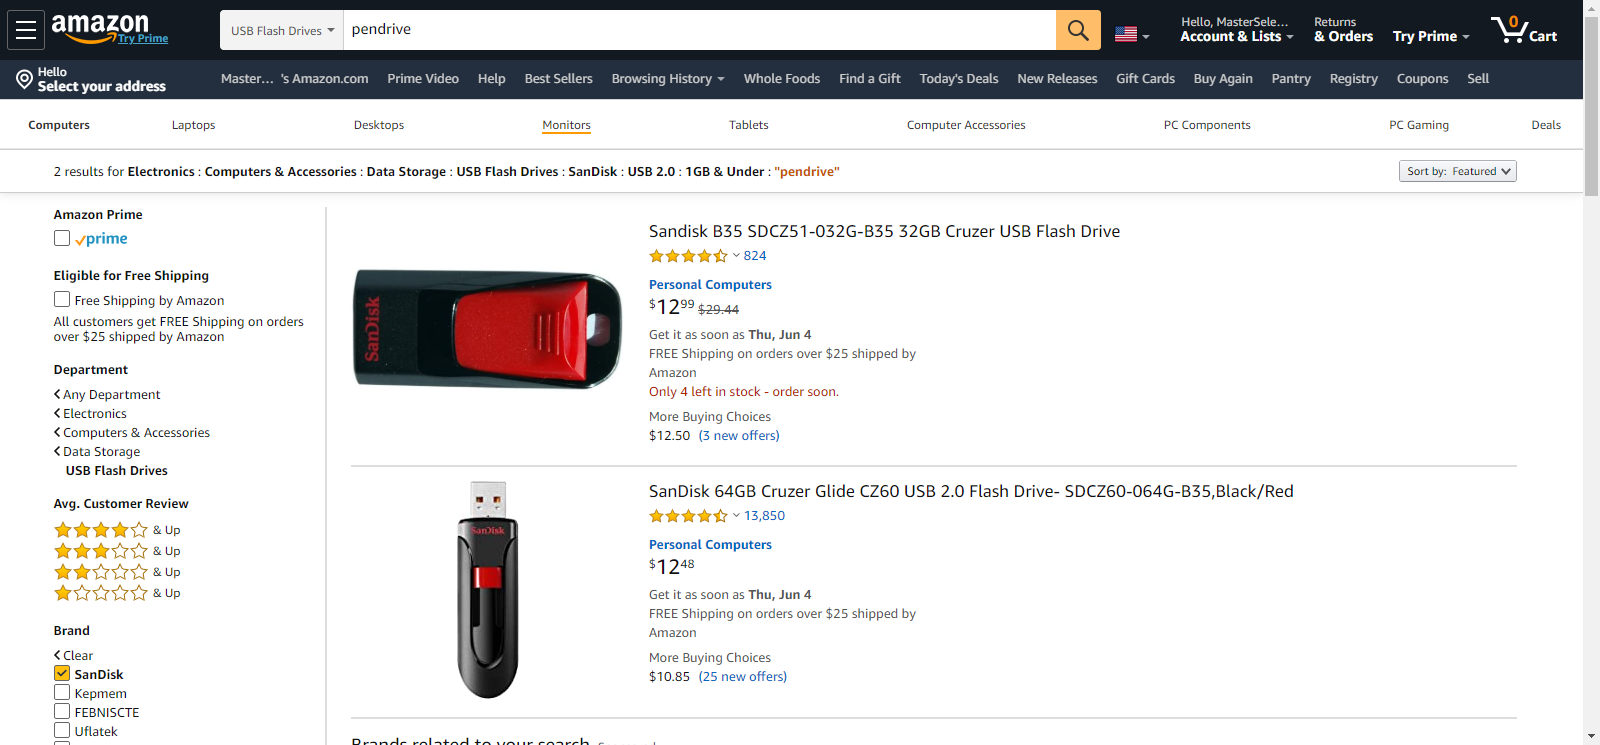 amazon
Try Prime
USB Flash Drives
pendrive
Hello, MasterSele...
Account & Lists
Returns
& Orders
Try Prime
0
Cart
Hello
Select your address
Master... 's Amazon.com
Prime Video
Help
Best Sellers
Browsing History
Whole Foods
Find a Gift
Today's Deals
New Releases
Gift Cards
Buy Again
Pantry
Registry
Coupons
Sell
Computers
Laptops
Desktops
Monitors
Tablets
Computer Accessories
PC Components
PC Gaming
Deals
2 results for Electronics : Computers & Accessories : Data Storage : USB Flash Drives : SanDisk : USB 2.0 : 1GB & Under : "pendrive"
Sort by: Featured
Amazon Prime
prime
Eligible for Free Shipping
Free Shipping by Amazon
All customers get FREE Shipping on orders
over $25 shipped by Amazon
Department
Any Department
Electronics
Computers & Accessories
Data Storage
USB Flash Drives
Avg. Customer Review
& Up
& Up
& Up
& Up
Brand
Clear
SanDisk
Kepmem
FEBNISCTE
Uflatek
SanDisk
Sandisk B35 SDCZ51-032G-B35 32GB Cruzer USB Flash Drive
824
Personal Computers
$12 99 $29.44
Get it as soon as Thu, Jun 4
FREE Shipping on orders over $25 shipped by
Amazon
Only 4 left in stock - order soon.
More Buying Choices
$12.50 (3 new offers)
SanDisk
SanDisk 64GB Cruzer Glide CZ60 USB 2.0 Flash Drive- SDCZ60-064G-B35,Black/Red
13,850
Personal Computers
$12 48
Get it as soon as Thu, Jun 4
FREE Shipping on orders over $25 shipped by
Amazon
More Buying Choices
$10.85 (25 new offers)
Brands related to your search